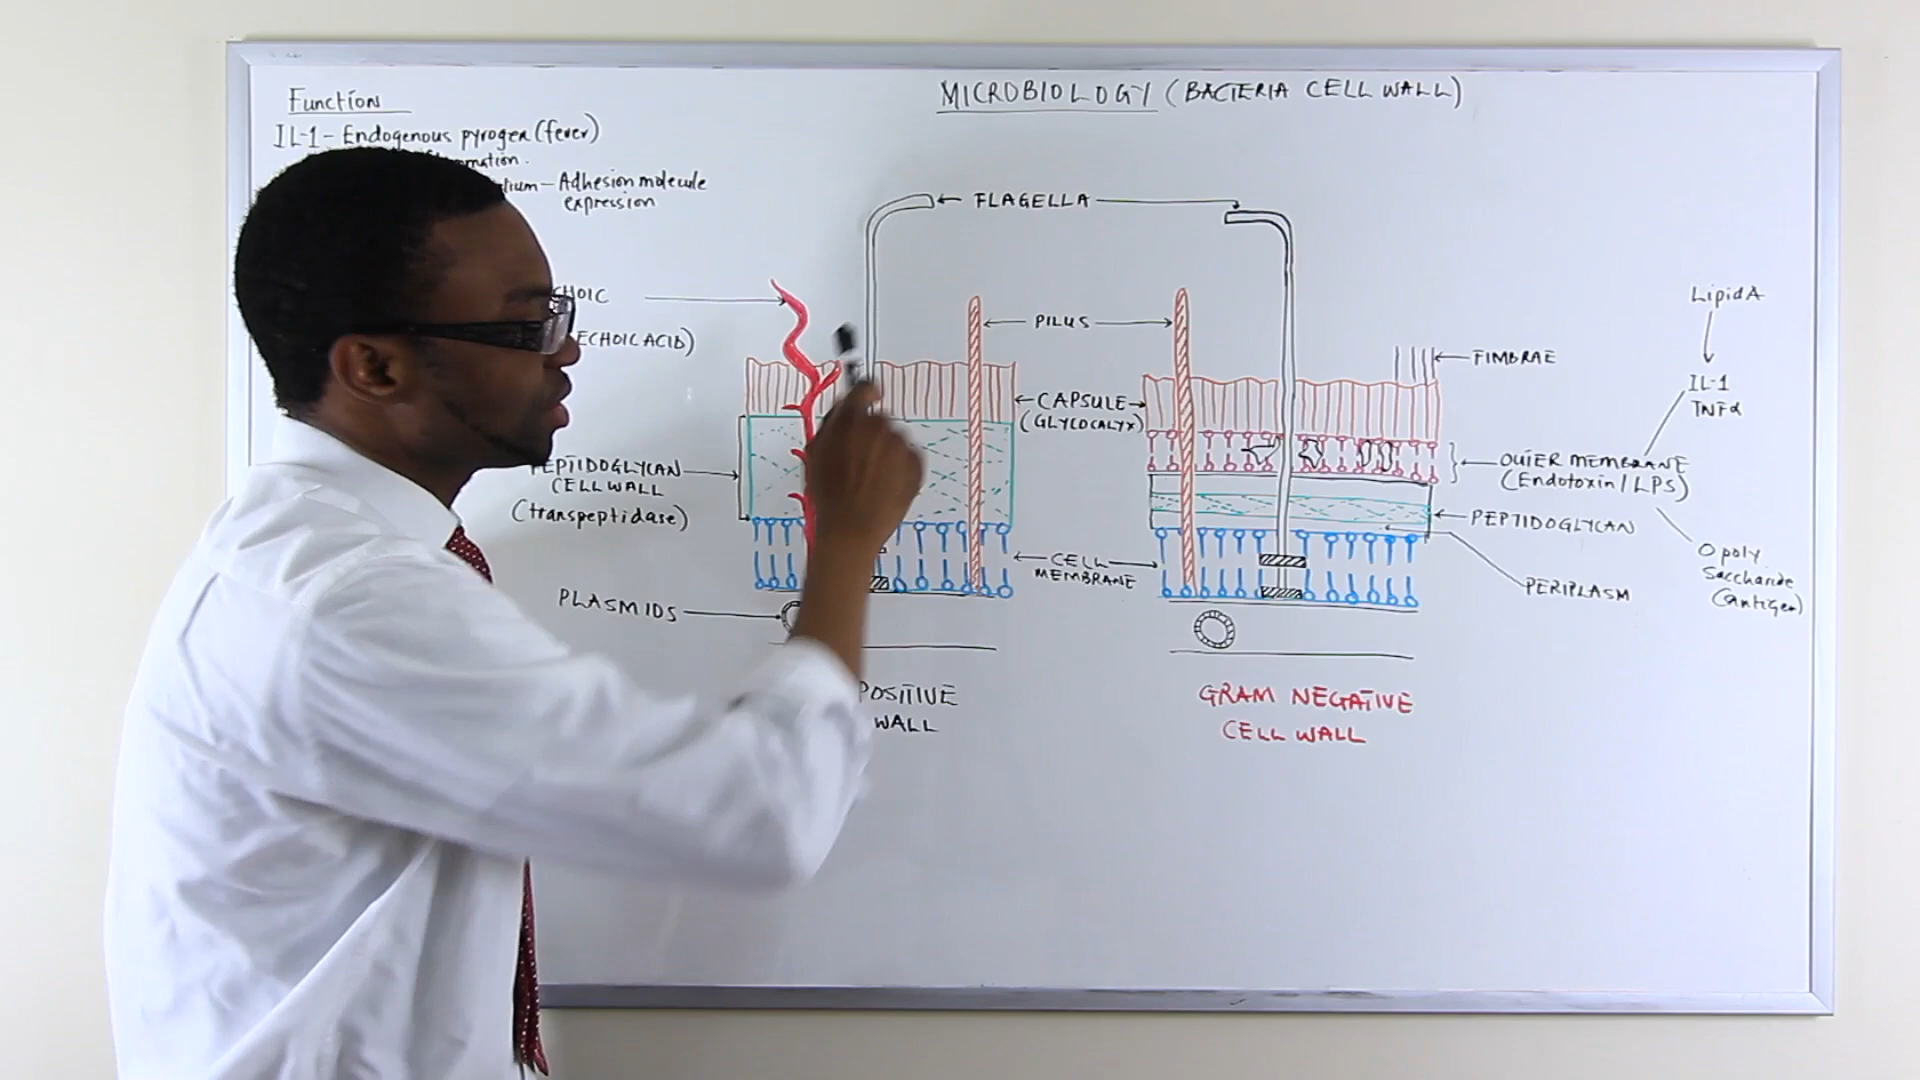 Function
IL-1 - Endogenous pyrogen (fever)
Adhesion molecule
expression
MICROBIOLOGY (BACTERIA CELL WALL)
FLAGELLA
PILUS
CAPSULE
(GLYCOCALYX)
PEPTIDOGLYCAN
CELL WALL
(transpeptidase)
CELL
MEMBRANE
PLASMIDS
POSITIVE
WALL
FIMBRAE
Lipid A
IL-1
TNFα
OUTER MEMBRANE
(Endotoxin/LPS)
PEPTIDOGLYCAN
O poly
Saccharide
(antigen)
PERIPLASM
GRAM NEGATIVE
CELL WALL